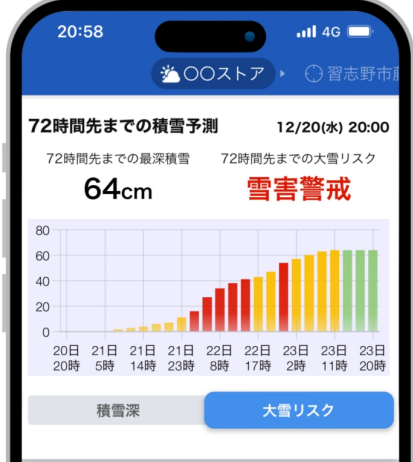 20:58 4G
〇〇ストア 習志野市
72時間先までの積雪予測 12/20(水) 20:00
72時間先までの最深積雪 72時間先までの大雪リスク
64cm 雪害警戒
80
60
40
20
0
20日 21日 21日 21日 22日 22日 23日 23日 23日
20時 5時 14時 23時 8時 17時 2時 11時 20時
積雪深 大雪リスク